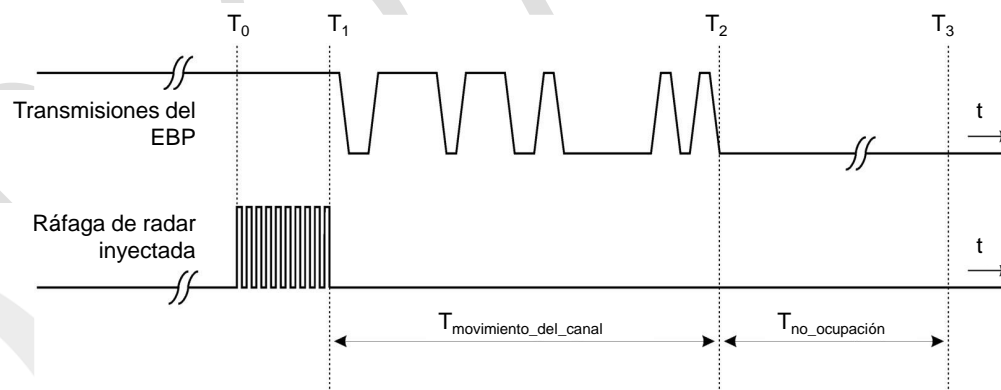 T0 T1 T2 T3
Transmisiones del
EBP
t
Ráfaga de radar
inyectada
t
Tmovimiento_del_canal Tno_ocupación